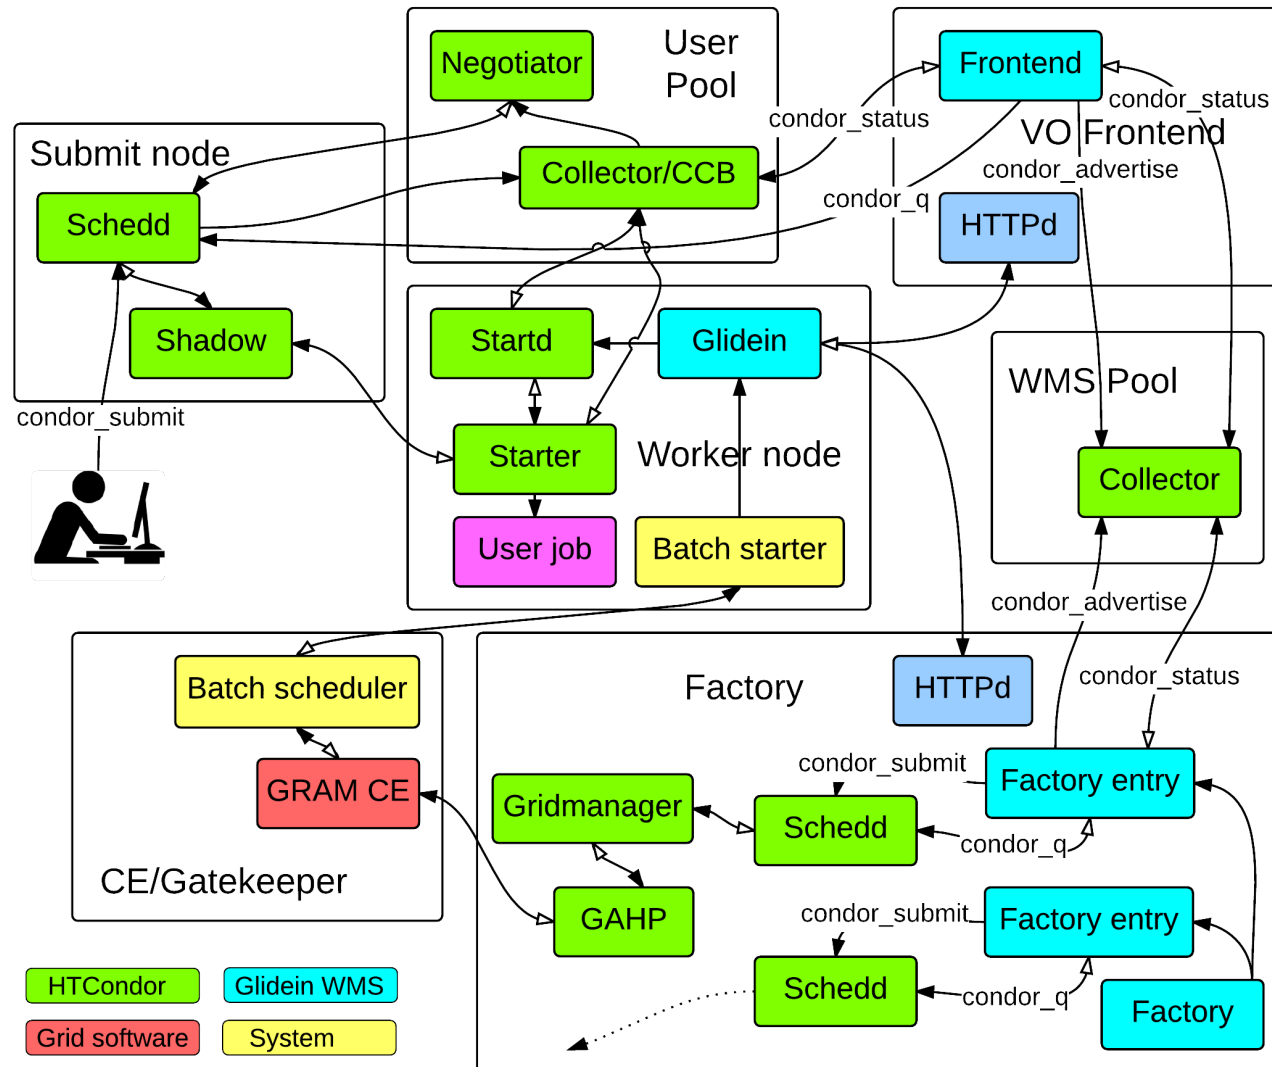 Negotiator
User
Pool
Frontend
condor_status
condor_status
VO Frontend
Submit node
Collector/CCB
condor_advertise
condor_q
Schedd
HTTPd
Shadow
Startd
Glidein
WMS Pool
condor_submit
Starter
Worker node
Collector
User job
Batch starter
condor_advertise
condor_status
Batch scheduler
Factory
HTTPd
condor_submit
Factory entry
GRAM CE
Gridmanager
Schedd
condor_q
CE/Gatekeeper
GAHP
condor_submit
Factory entry
HTCondor
Glidein WMS
Schedd
condor_q
Factory
Grid software
System